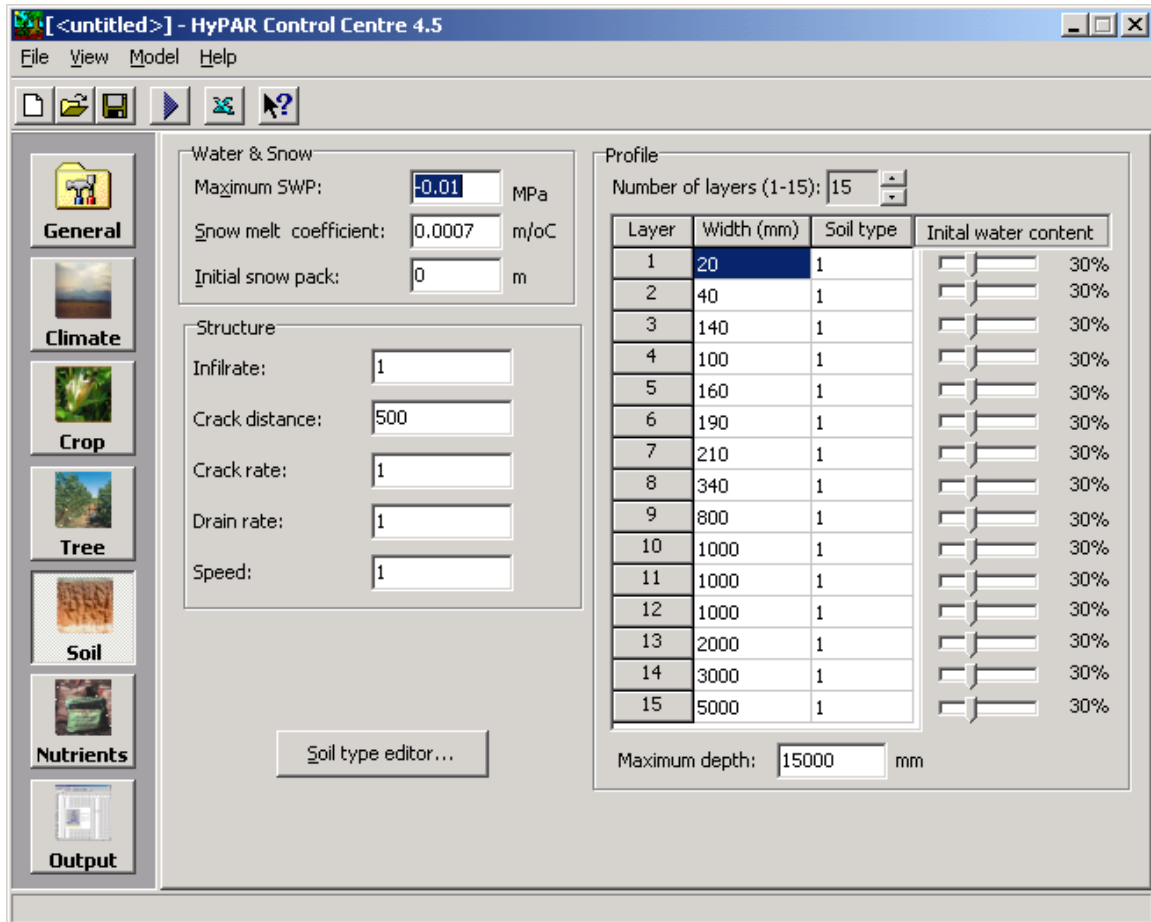 [<untitled>] - HyPAR Control Centre 4.5
File View Model Help
General
Climate
Crop
Tree
Soil
Nutrients
Output
Water & Snow
Maximum SWP: -0.01 MPa
Snow melt coefficient: 0.0007 m/oC
Initial snow pack: 0 m
Structure
Infilrate: 1
Crack distance: 500
Crack rate: 1
Drain rate: 1
Speed: 1
Soil type editor...
Profile
Number of layers (1-15): 15
Layer Width (mm) Soil type Inital water content
1 20 1 30%
2 40 1 30%
3 140 1 30%
4 100 1 30%
5 160 1 30%
6 190 1 30%
7 210 1 30%
8 340 1 30%
9 800 1 30%
10 1000 1 30%
11 1000 1 30%
12 1000 1 30%
13 2000 1 30%
14 3000 1 30%
15 5000 1 30%
Maximum depth: 15000 mm